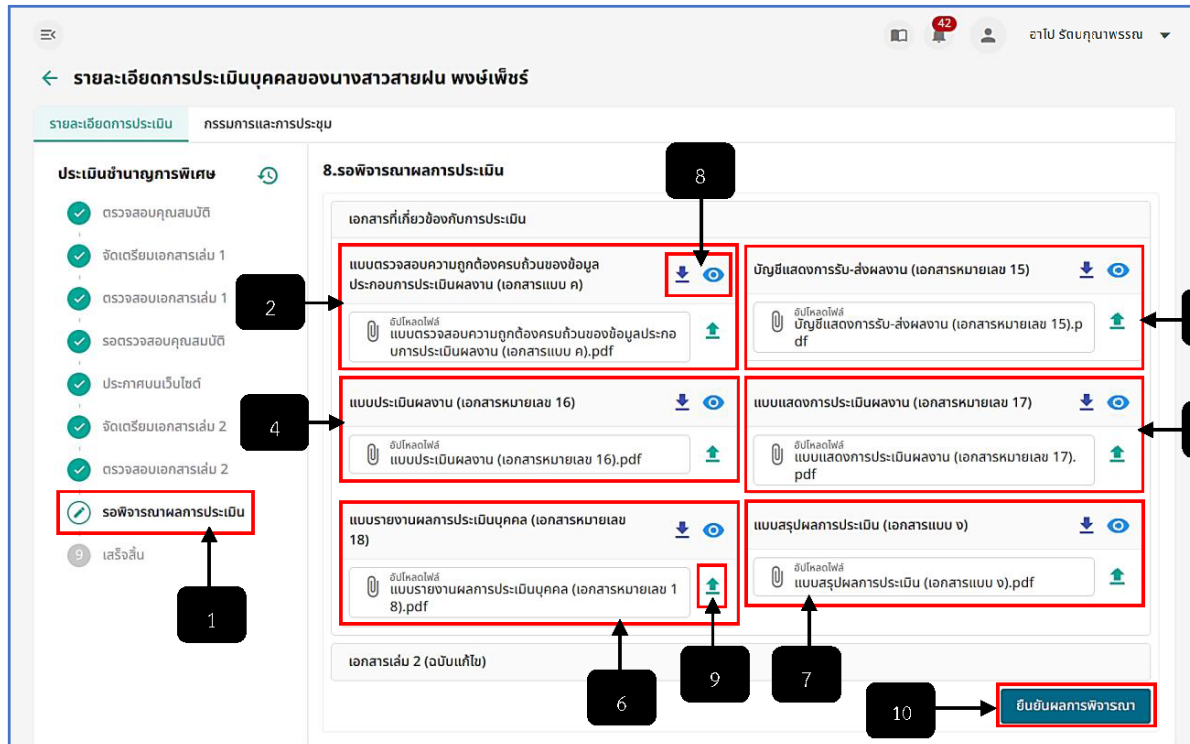 42
อาโป รัตบกุณาพรรณ
รายละเอียดการประเมินบุคคลของนางสาวสายฝน พงษ์เพ็ชร์
รายละเอียดการประเมิน
กรรมการและการประชุม
ประเมินชำนาญการพิเศษ
ตรวจสอบคุณสมบัติ
จัดเตรียมเอกสารเล่ม 1
ตรวจสอบเอกสารเล่ม 1
รอตรวจสอบคุณสมบัติ
ประกาศบนเว็บไซต์
จัดเตรียมเอกสารเล่ม 2
ตรวจสอบเอกสารเล่ม 2
รอพิจารณาผลการประเมิน
9 เสร็จสิ้น
1
8.รอพิจารณาผลการประเมิน
8
เอกสารที่เกี่ยวข้องกับการประเมิน
2
แบบตรวจสอบความถูกต้องครบถ้วนของข้อมูล
ประกอบการประเมินผลงาน (เอกสารแบบ ค)
อัปโหลดไฟล์
แบบตรวจสอบความถูกต้องครบถ้วนของข้อมูลประกอ
บการประเมินผลงาน (เอกสารแบบ ค).pdf
บัญชีแสดงการรับ-ส่งผลงาน (เอกสารหมายเลข 15)
อัปโหลดไฟล์
บัญชีแสดงการรับ-ส่งผลงาน (เอกสารหมายเลข 15).p
df
4
แบบประเมินผลงาน (เอกสารหมายเลข 16)
อัปโหลดไฟล์
แบบประเมินผลงาน (เอกสารหมายเลข 16).pdf
แบบแสดงการประเมินผลงาน (เอกสารหมายเลข 17)
อัปโหลดไฟล์
แบบแสดงการประเมินผลงาน (เอกสารหมายเลข 17).
pdf
แบบรายงานผลการประเมินบุคคล (เอกสารหมายเลข
18)
อัปโหลดไฟล์
แบบรายงานผลการประเมินบุคคล (เอกสารหมายเลข 1
8).pdf
แบบสรุปผลการประเมิน (เอกสารแบบ ง)
อัปโหลดไฟล์
แบบสรุปผลการประเมิน (เอกสารแบบ ง).pdf
เอกสารเล่ม 2 (ฉบับแก้ไข)
6
9
7
10
ยืนยันผลการพิจารณา